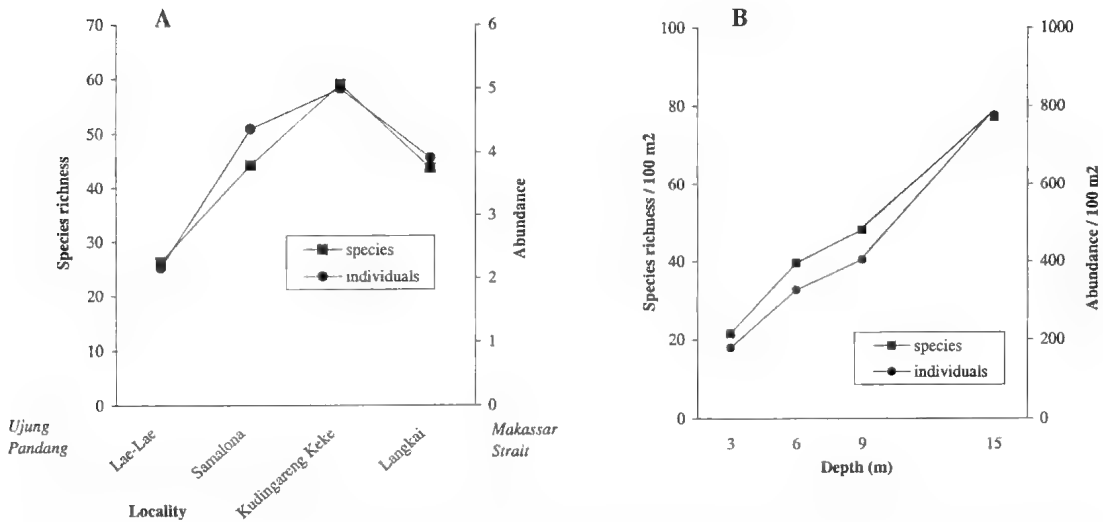 A
70
60
50
40
30
20
10
0
Species richness
6
5
4
3
2
1
0
Abundance
species
individuals
Ujung
Pandang
Lae-Lae
Samalona
Kudingareng Keke
Langkai
Makassar
Strait
Locality
B
100
80
60
40
20
0
Species richness / 100 m2
1000
800
600
400
200
0
Abundance / 100 m2
species
individuals
3
6
9
15
Depth (m)